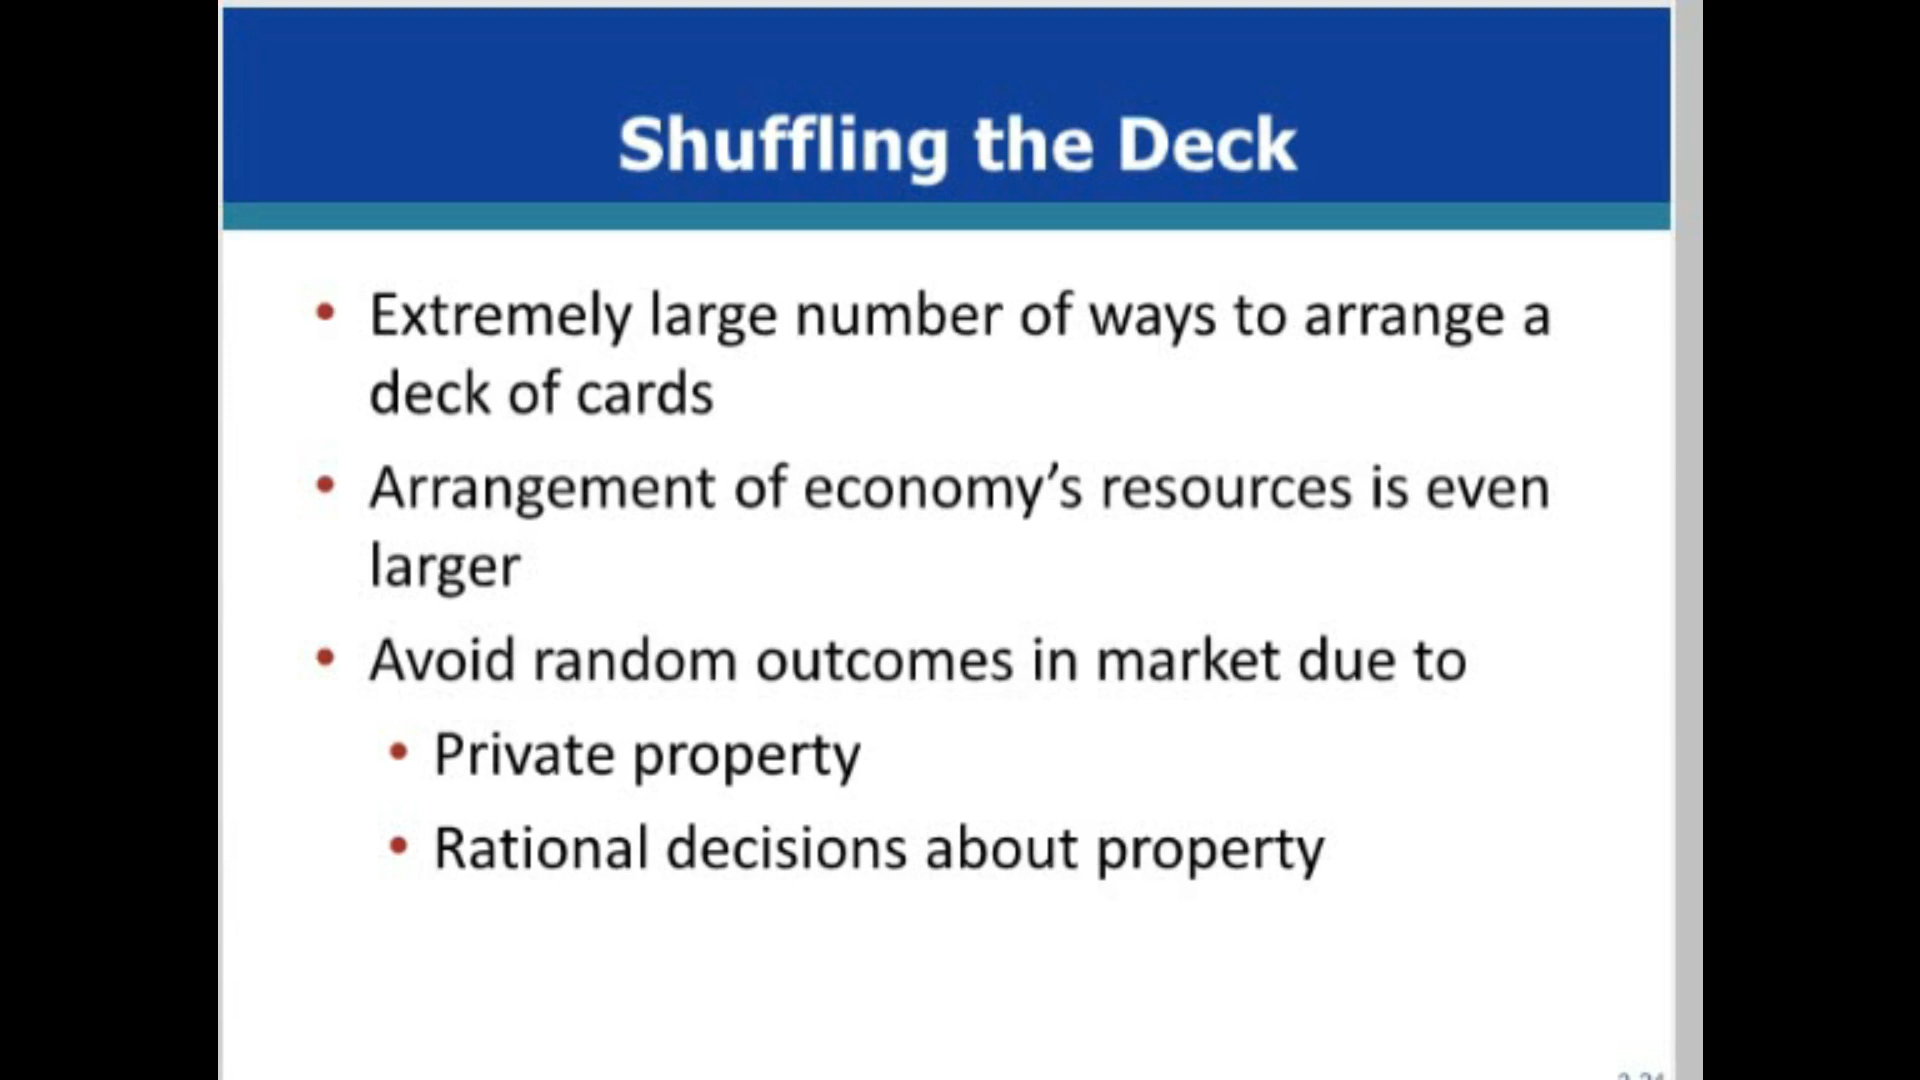 Shuffling the Deck
• Extremely large number of ways to arrange a
deck of cards
• Arrangement of economy’s resources is even
larger
• Avoid random outcomes in market due to
• Private property
• Rational decisions about property